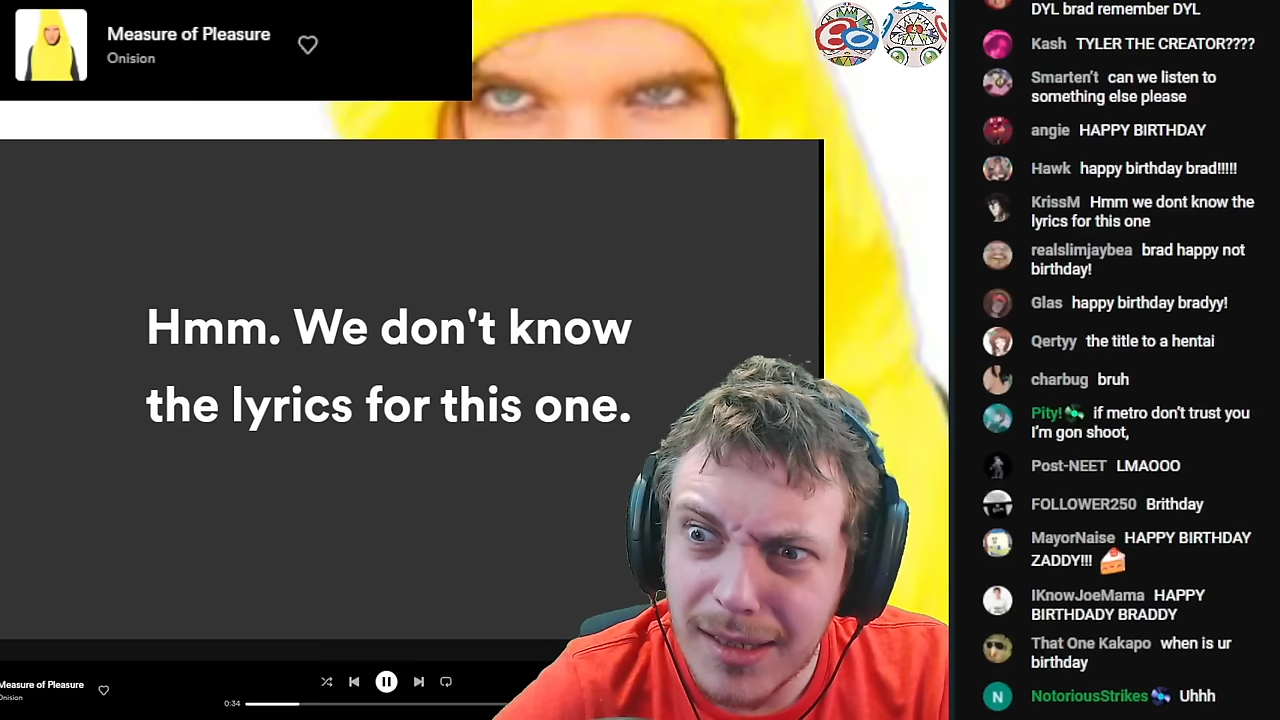 Measure of Pleasure
Onision
Hmm. We don't know
the lyrics for this one.
Measure of Pleasure
Onision
0:34
DYL brad remember DYL
Kash TYLER THE CREATOR????
Smarten't can we listen to
something else please
angie HAPPY BIRTHDAY
Hawk happy birthday brad!!!!!
KrissM Hmm we dont know the
lyrics for this one
realslimjaybea brad happy not
birthday!
Glas happy birthday bradyy!
Qertyy the title to a hentai
charbug bruh
Pity! if metro don't trust you
I'm gon shoot,
Post-NEET LMAOOO
FOLLOWER250 Brithday
MayorNaise HAPPY BIRTHDAY
ZADDY!!!
IKnowJoeMama HAPPY
BIRTHDADY BRADDY
That One Kakapo when is ur
birthday
N
NotoriousStrikes Uhhh